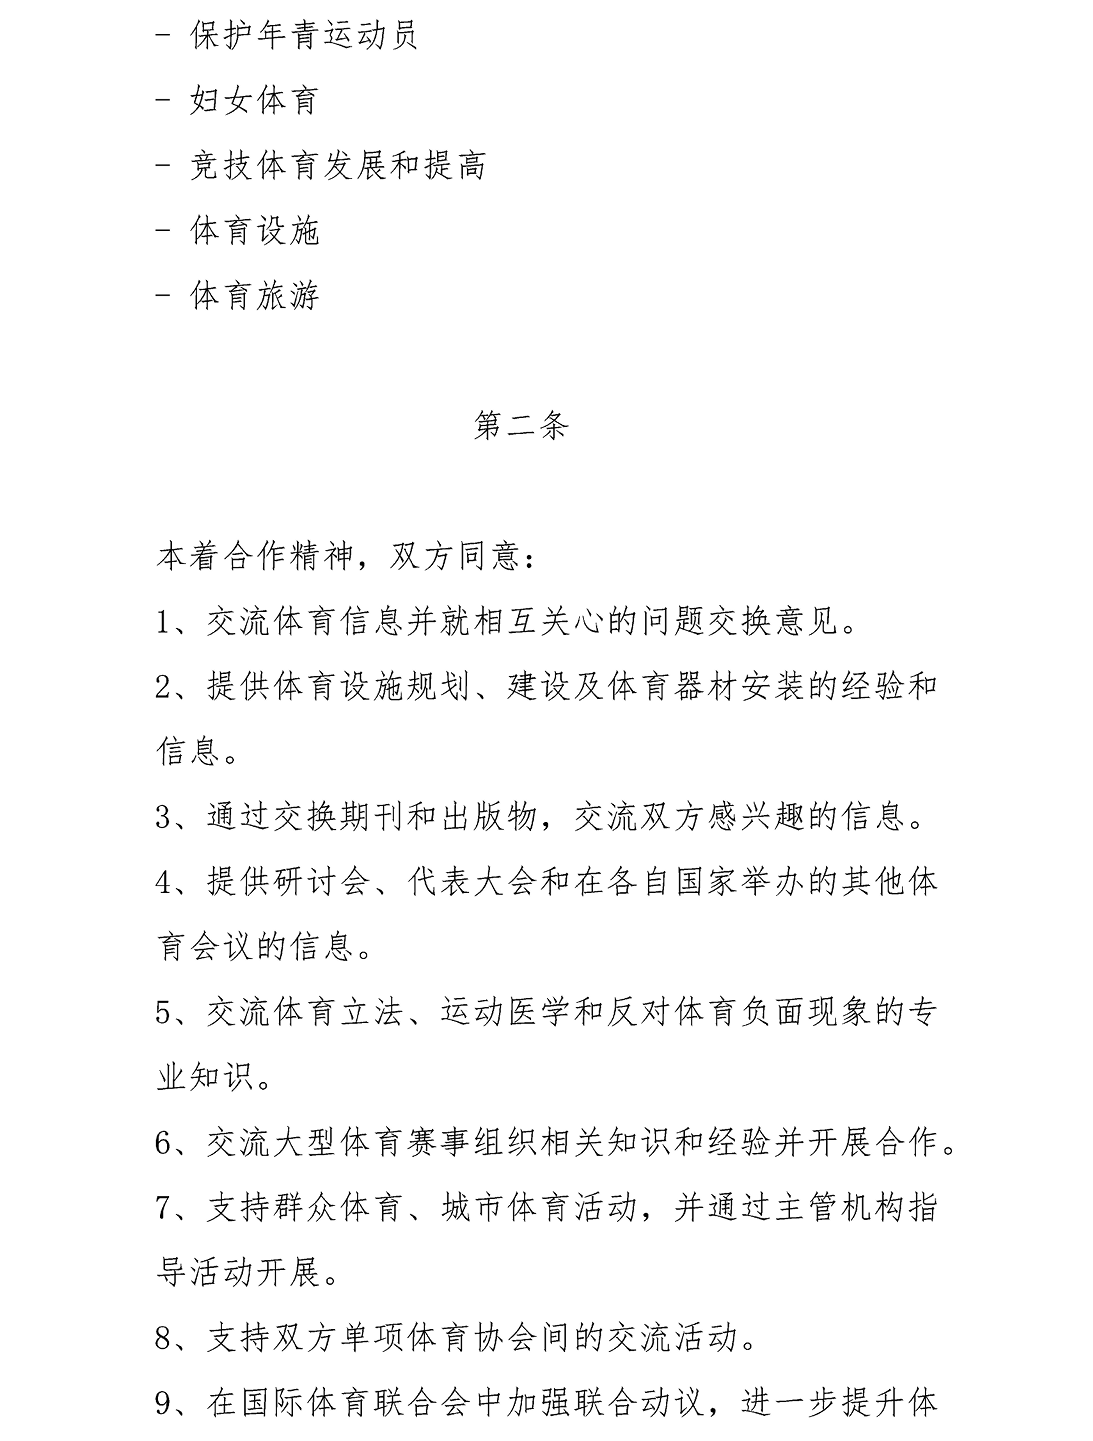 - 保护年青运动员
- 妇女体育
- 竞技体育发展和提高
- 体育设施
- 体育旅游
第二条
本着合作精神，双方同意：
1、交流体育信息并就相互关心的问题交换意见。
2、提供体育设施规划、建设及体育器材安装的经验和
信息。
3、通过交换期刊和出版物，交流双方感兴趣的信息。
4、提供研讨会、代表大会和在各自国家举办的其他体
育会议的信息。
5、交流体育立法、运动医学和反对体育负面现象的专
业知识。
6、交流大型体育赛事组织相关知识和经验并开展合作。
7、支持群众体育、城市体育活动，并通过主管机构指
导活动开展。
8、支持双方单项体育协会间的交流活动。
9、在国际体育联合会中加强联合动议，进一步提升体